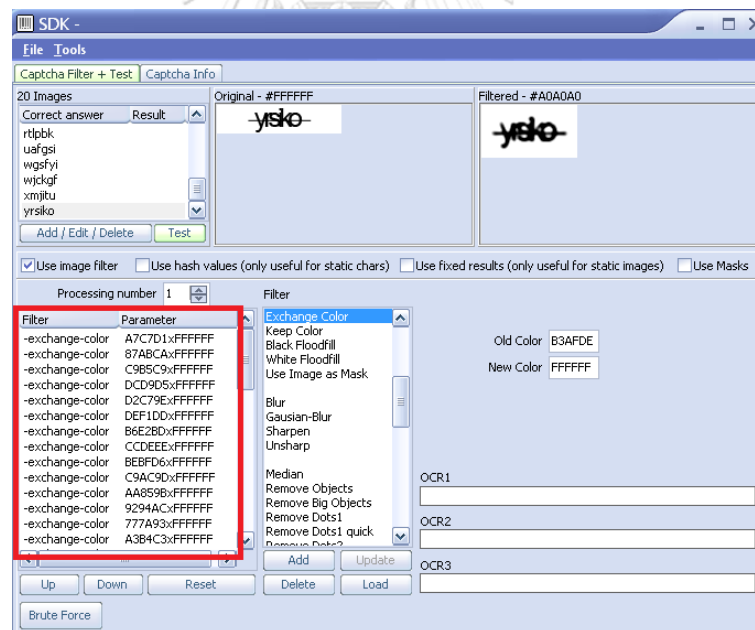 SDK -
File Tools
Captcha Filter + Test Captcha Info
20 Images
Correct answer Result
rtlpbk
uafgsi
wgsfyi
wjckgf
xmjitu
yrsiko
Add / Edit / Delete Test
Original - #FFFFFF
yrsiko
Filtered - #A0A0A0
yrsiko
Use image filter Use hash values (only useful for static chars) Use fixed results (only useful for static images) Use Masks
Processing number 1
Filter Parameter
-exchange-color A7C7D1xFFFFFF
-exchange-color 87ABCAxFFFFFF
-exchange-color C9B5C9xFFFFFF
-exchange-color DCD9D5xFFFFFF
-exchange-color D2C79ExFFFFFF
-exchange-color DEF1DDxFFFFFF
-exchange-color B6E2BDxFFFFFF
-exchange-color CCDEEExFFFFFF
-exchange-color BEBFD6xFFFFFF
-exchange-color C9AC9DxFFFFFF
-exchange-color AA859BxFFFFFF
-exchange-color 9294ACxFFFFFF
-exchange-color 777A93xFFFFFF
-exchange-color A3B4C3xFFFFFF
Up Down Reset
Brute Force
Filter
Exchange Color
Keep Color
Black Floodfill
White Floodfill
Use Image as Mask
Blur
Gausian-Blur
Sharpen
Unsharp
Median
Remove Objects
Remove Big Objects
Remove Dots1
Remove Dots1 quick
Remove Dots2
Add Update
Delete Load
Old Color B3AFDE
New Color FFFFFF
OCR1
OCR2
OCR3